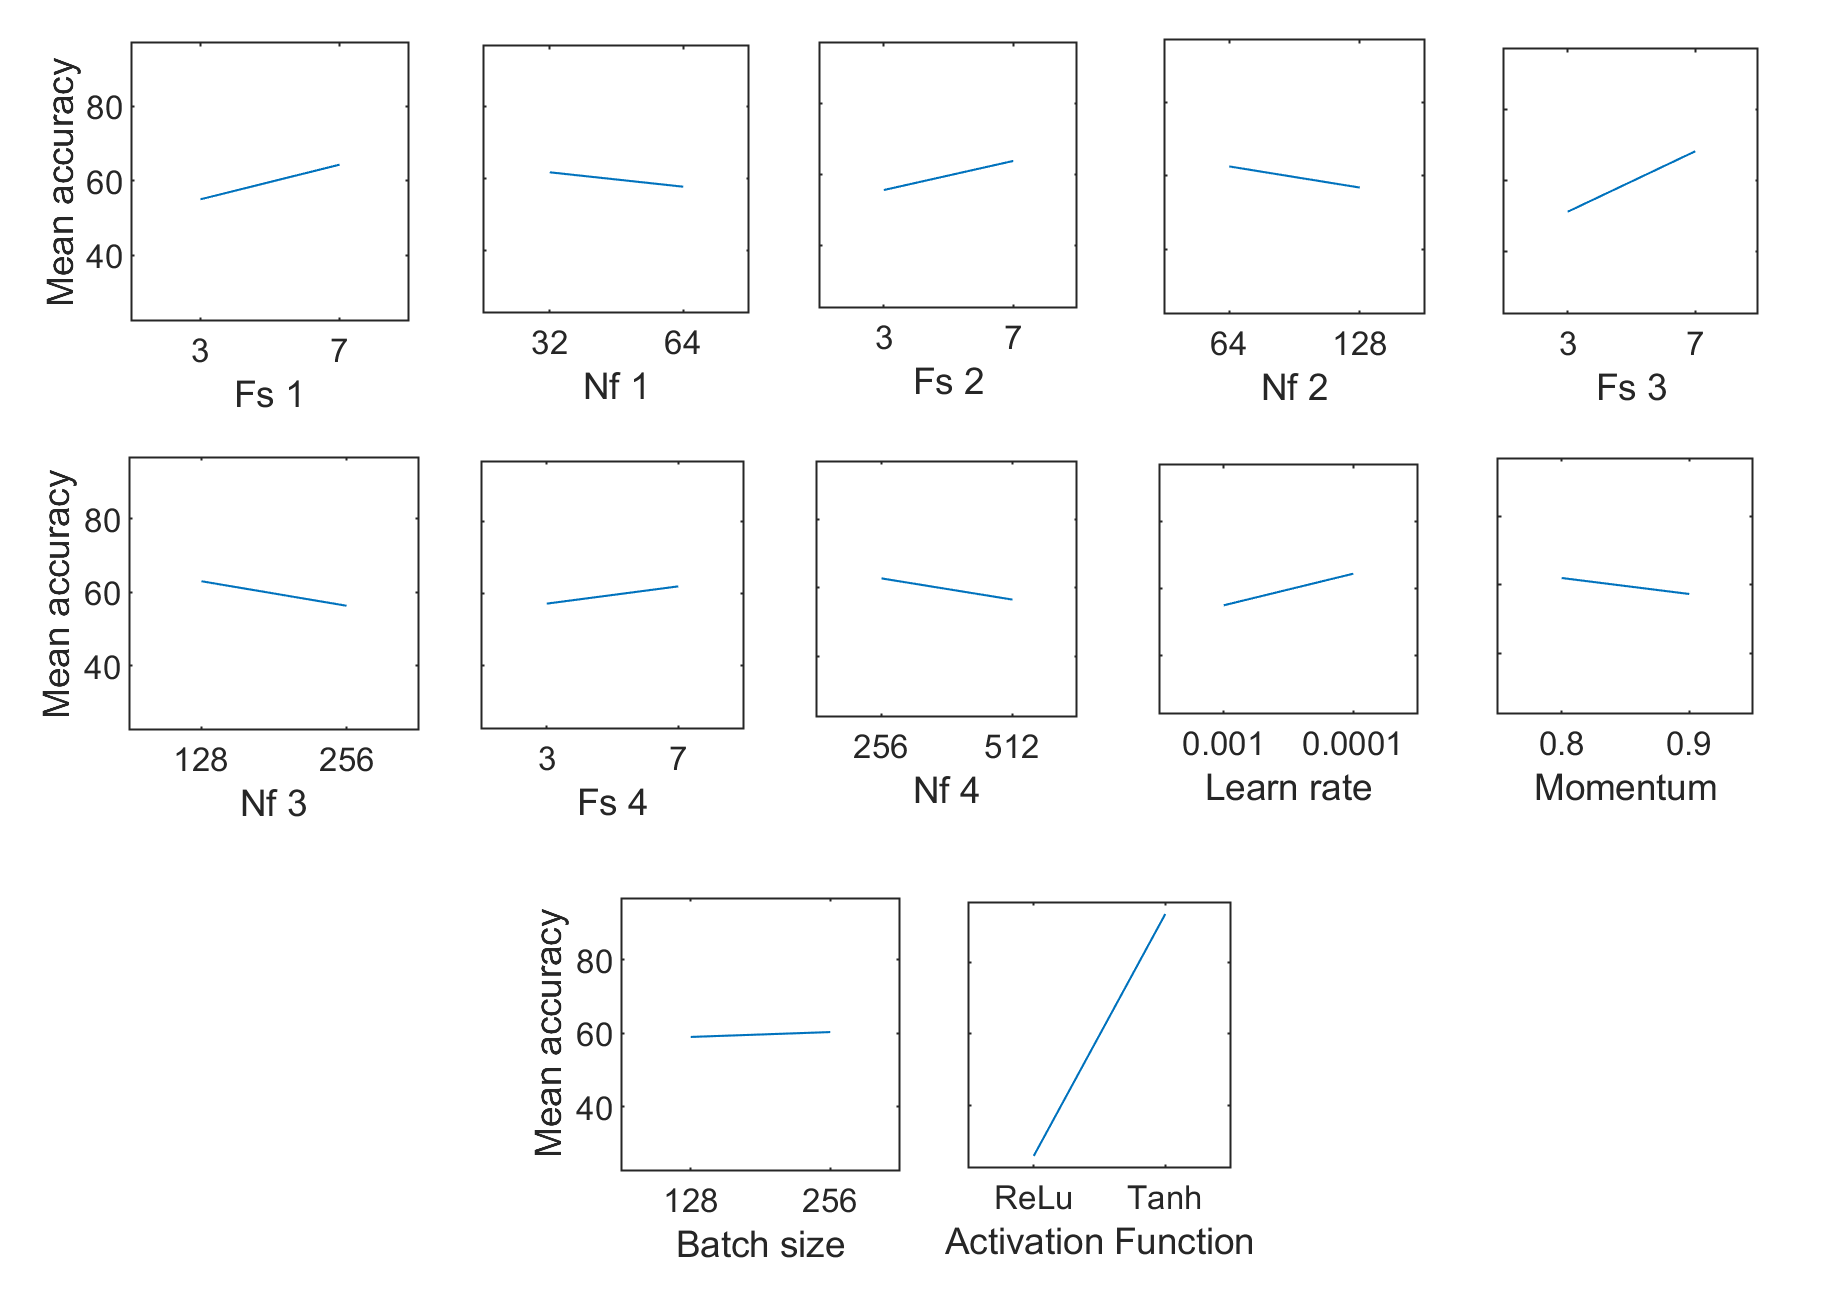 Mean accuracy
80
60
40
3 7
Fs 1
32 64
Nf 1
3 7
Fs 2
64 128
Nf 2
3 7
Fs 3
Mean accuracy
80
60
40
128 256
Nf 3
3 7
Fs 4
256 512
Nf 4
0.001 0.0001
Learn rate
0.8 0.9
Momentum
Mean accuracy
80
60
40
128 256
Batch size
ReLu Tanh
Activation Function